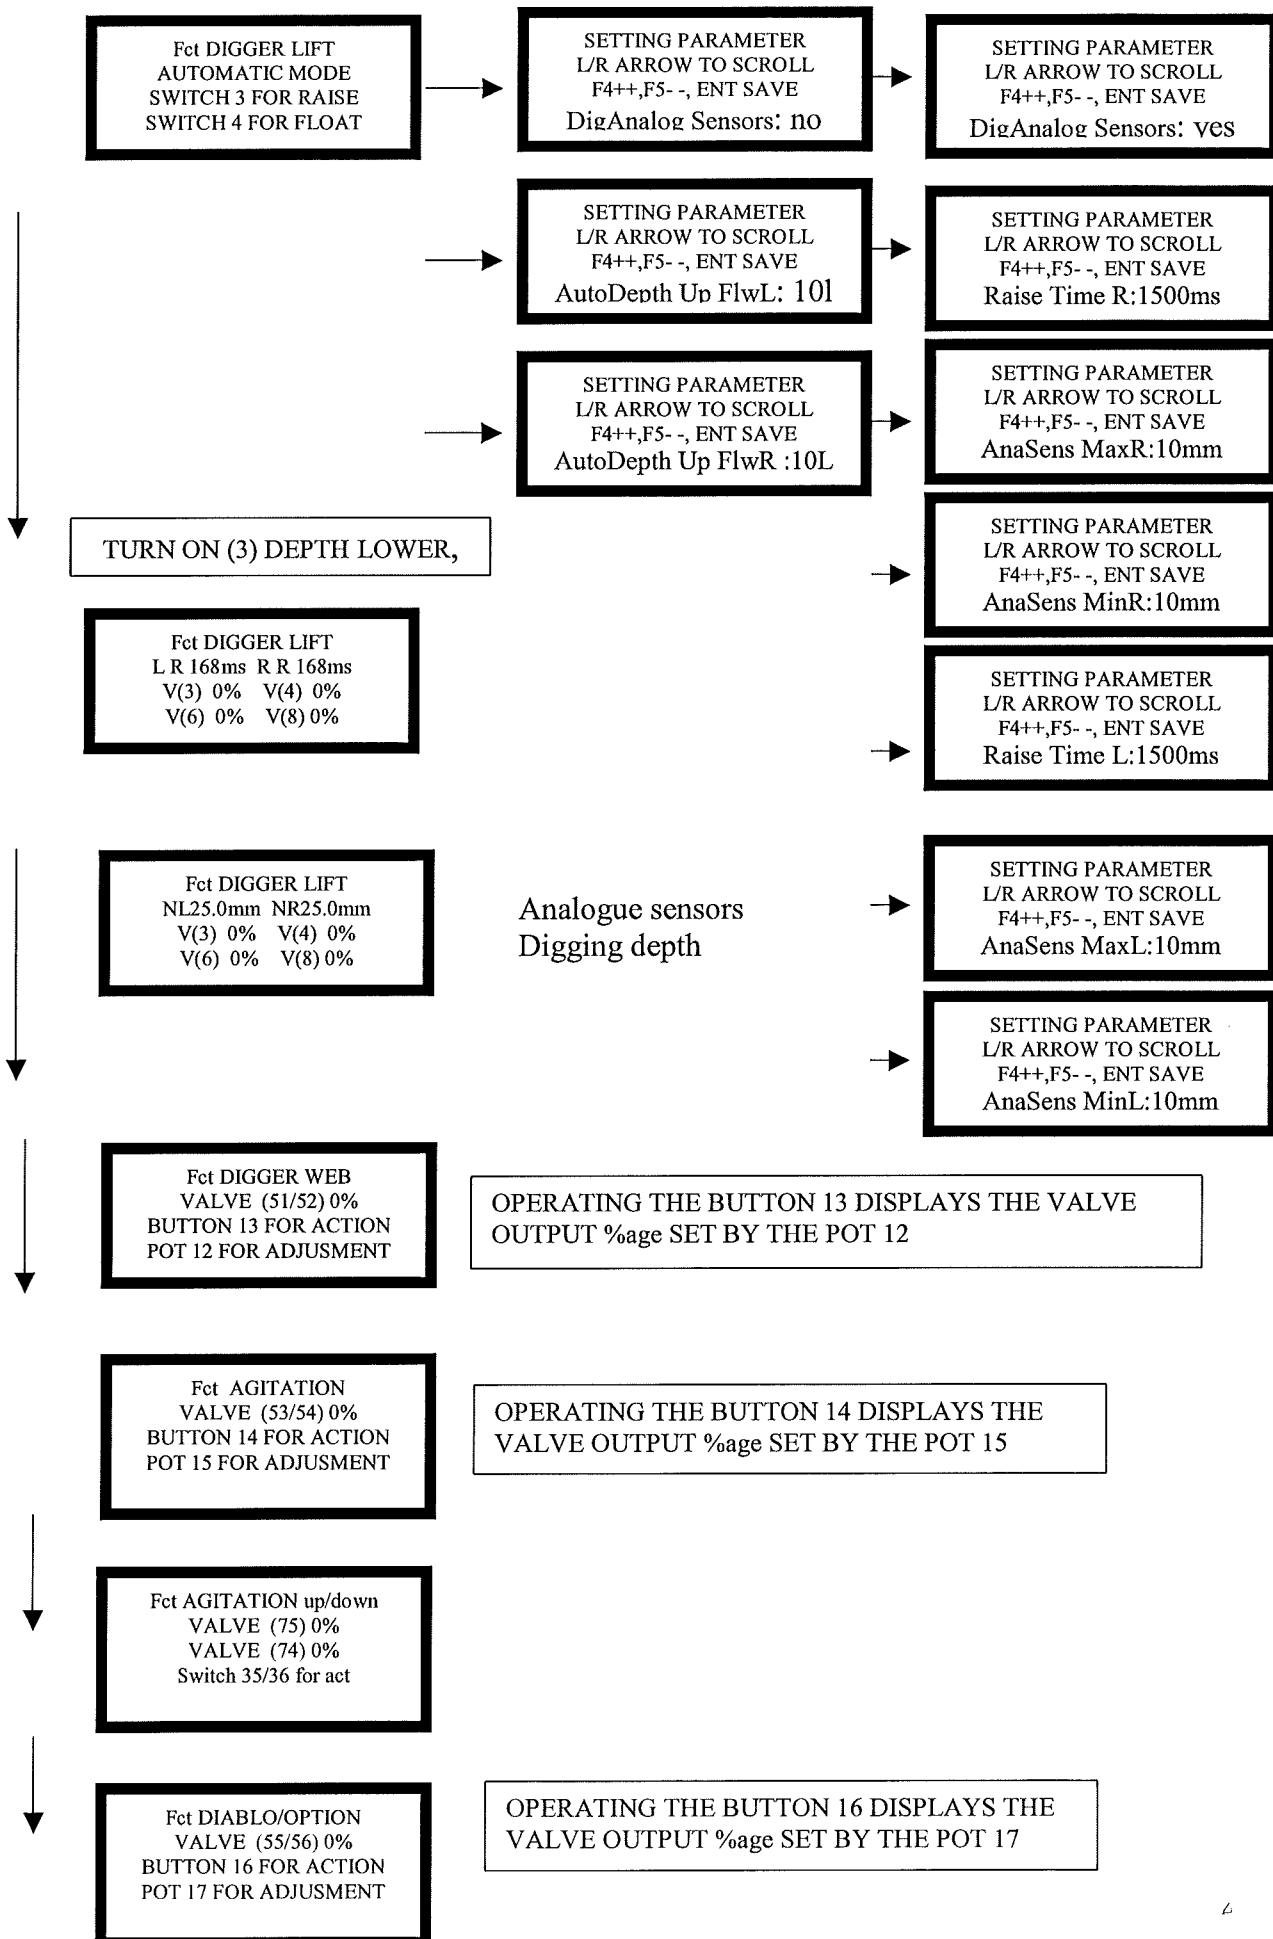 Fct DIGGER LIFT
AUTOMATIC MODE
SWITCH 3 FOR RAISE
SWITCH 4 FOR FLOAT
SETTING PARAMETER
L/R ARROW TO SCROLL
F4++,F5- -, ENT SAVE
DigAnalog Sensors: no
SETTING PARAMETER
L/R ARROW TO SCROLL
F4++,F5- -, ENT SAVE
DigAnalog Sensors: yes
SETTING PARAMETER
L/R ARROW TO SCROLL
F4++,F5- -, ENT SAVE
AutoDepth Up FlwL: 10l
SETTING PARAMETER
L/R ARROW TO SCROLL
F4++,F5- -, ENT SAVE
Raise Time R:1500ms
SETTING PARAMETER
L/R ARROW TO SCROLL
F4++,F5- -, ENT SAVE
AutoDepth Up FlwR :10L
SETTING PARAMETER
L/R ARROW TO SCROLL
F4++,F5- -, ENT SAVE
AnaSens MaxR:10mm
TURN ON (3) DEPTH LOWER,
SETTING PARAMETER
L/R ARROW TO SCROLL
F4++,F5- -, ENT SAVE
AnaSens MinR:10mm
Fct DIGGER LIFT
L R 168ms R R 168ms
V(3) 0% V(4) 0%
V(6) 0% V(8) 0%
SETTING PARAMETER
L/R ARROW TO SCROLL
F4++,F5- -, ENT SAVE
Raise Time L:1500ms
Fct DIGGER LIFT
NL25.0mm NR25.0mm
V(3) 0% V(4) 0%
V(6) 0% V(8) 0%
Analogue sensors
Digging depth
SETTING PARAMETER
L/R ARROW TO SCROLL
F4++,F5- -, ENT SAVE
AnaSens MaxL:10mm
SETTING PARAMETER
L/R ARROW TO SCROLL
F4++,F5- -, ENT SAVE
AnaSens MinL:10mm
Fct DIGGER WEB
VALVE (51/52) 0%
BUTTON 13 FOR ACTION
POT 12 FOR ADJUSMENT
OPERATING THE BUTTON 13 DISPLAYS THE VALVE
OUTPUT %age SET BY THE POT 12
Fct AGITATION
VALVE (53/54) 0%
BUTTON 14 FOR ACTION
POT 15 FOR ADJUSMENT
OPERATING THE BUTTON 14 DISPLAYS THE
VALVE OUTPUT %age SET BY THE POT 15
Fct AGITATION up/down
VALVE (75) 0%
VALVE (74) 0%
Switch 35/36 for act
Fct DIABLO/OPTION
VALVE (55/56) 0%
BUTTON 16 FOR ACTION
POT 17 FOR ADJUSMENT
OPERATING THE BUTTON 16 DISPLAYS THE
VALVE OUTPUT %age SET BY THE POT 17